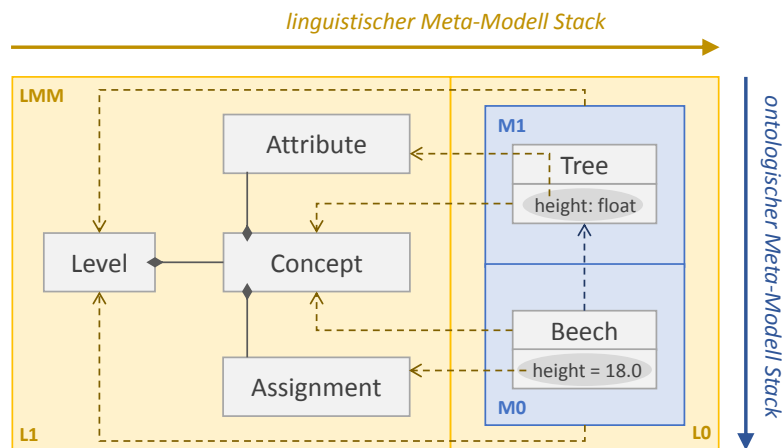 linguistischer Meta-Modell Stack
LMM
M1
Attribute
Tree
height: float
Level
Concept
Beech
height = 18.0
Assignment
M0
L1
L0
ontologischer Meta-Modell Stack